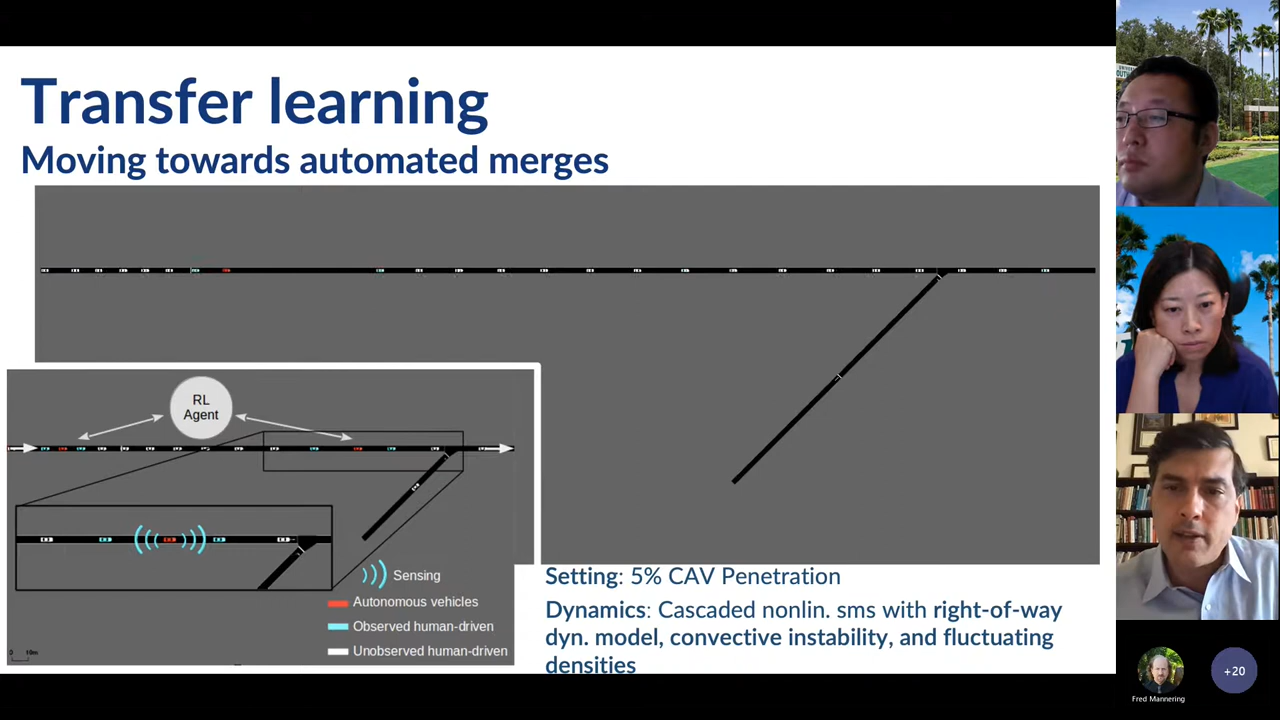 Transfer learning
Moving towards automated merges
RL
Agent
Sensing
Autonomous vehicles
Observed human-driven
Unobserved human-driven
0 10m
Setting: 5% CAV Penetration
Dynamics: Cascaded nonlin. sms with right-of-way
dyn. model, convective instability, and fluctuating
densities
Fred Mannering
+20